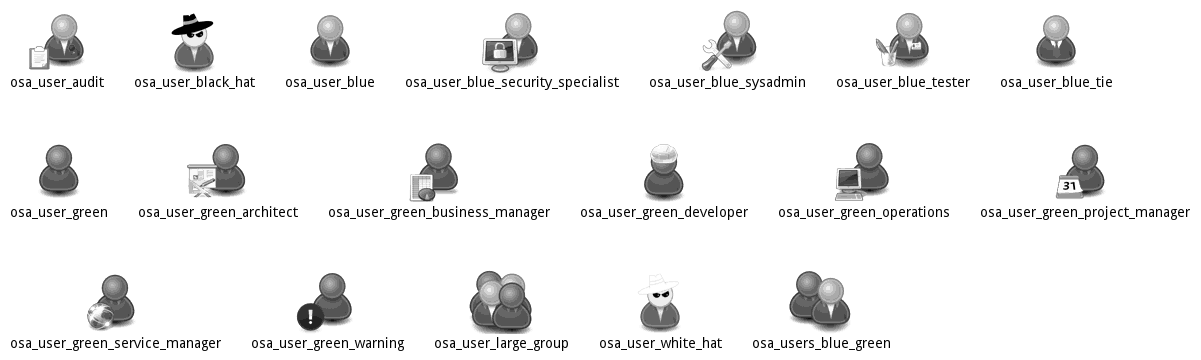 osa_user_audit osa_user_black_hat osa_user_blue osa_user_blue_security_specialist osa_user_blue_sysadmin osa_user_blue_tester osa_user_blue_tie
31
osa_user_green osa_user_green_architect osa_user_green_business_manager osa_user_green_developer osa_user_green_operations osa_user_green_project_manager
!
osa_user_green_service_manager osa_user_green_warning osa_user_large_group osa_user_white_hat osa_users_blue_green